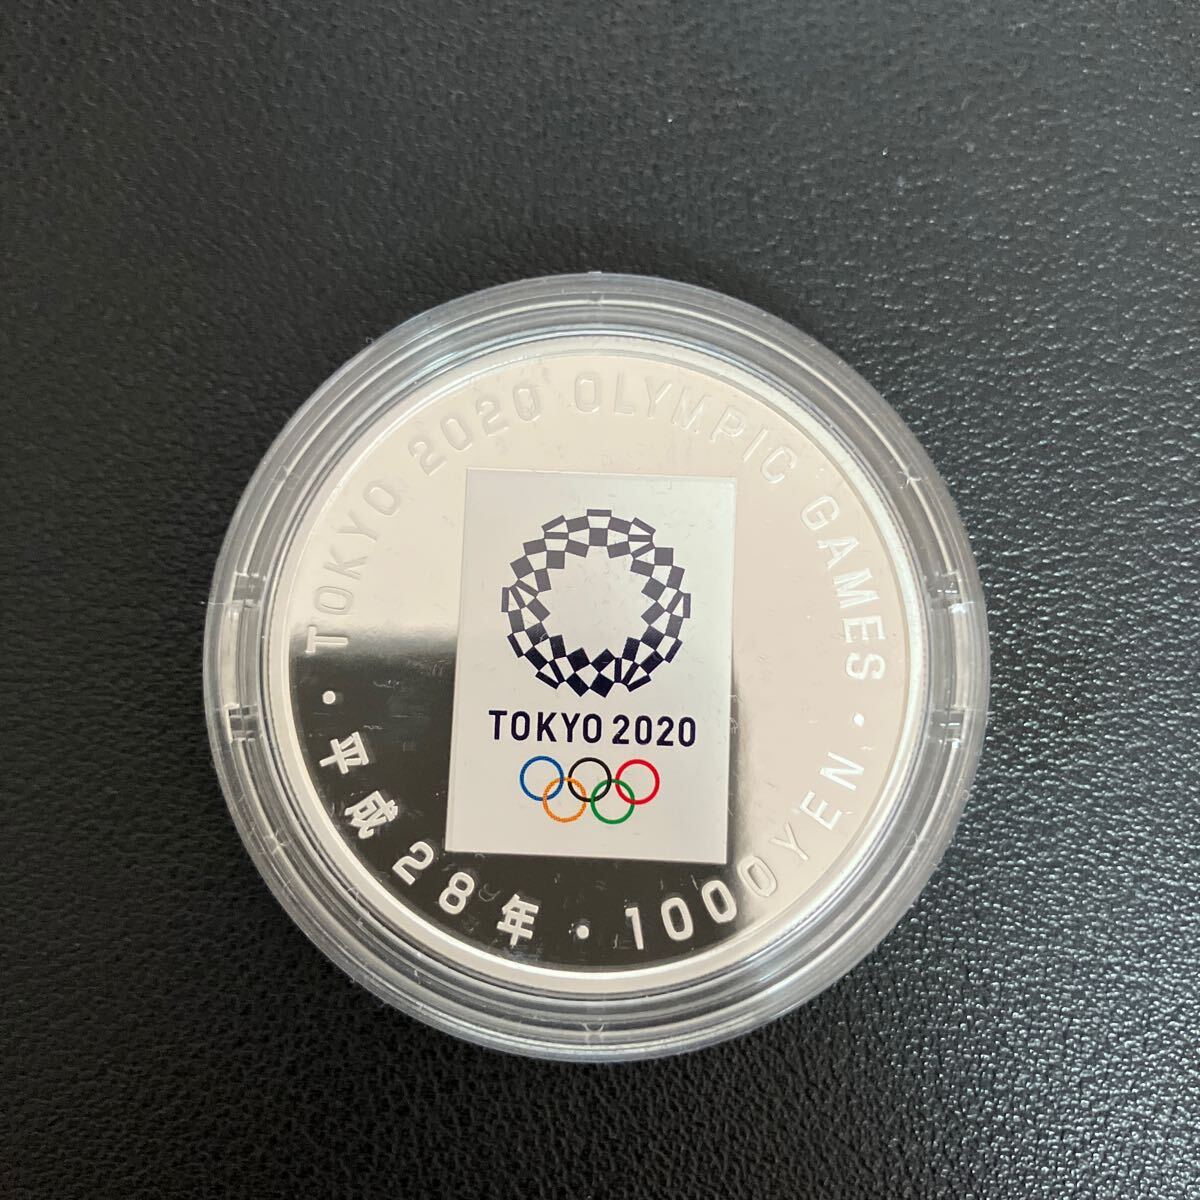 TOKYO 2020 OLYMPIC GAMES
TOKYO 2020
・平成28年・1000YEN・